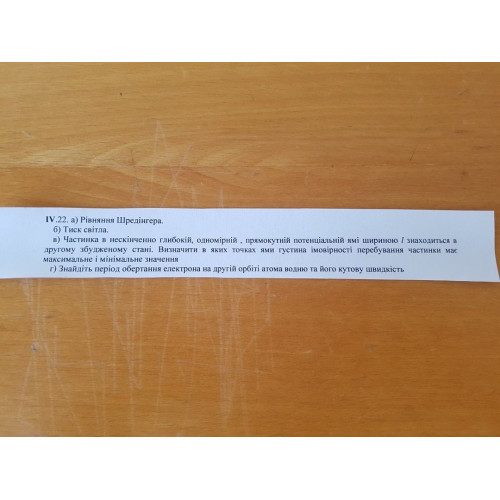 IV.22. а) Рівняння Шредінгера.
б) Тиск світла.
в) Частинка в нескінченно глибокій, одномірній , прямокутній потенціальній ямі шириною l знаходиться в
другому збудженому стані. Визначити в яких точках ями густина імовірності перебування частинки має
максимальне і мінімальне значення
г) Знайдіть період обертання електрона на другій орбіті атома водню та його кутову швидкість